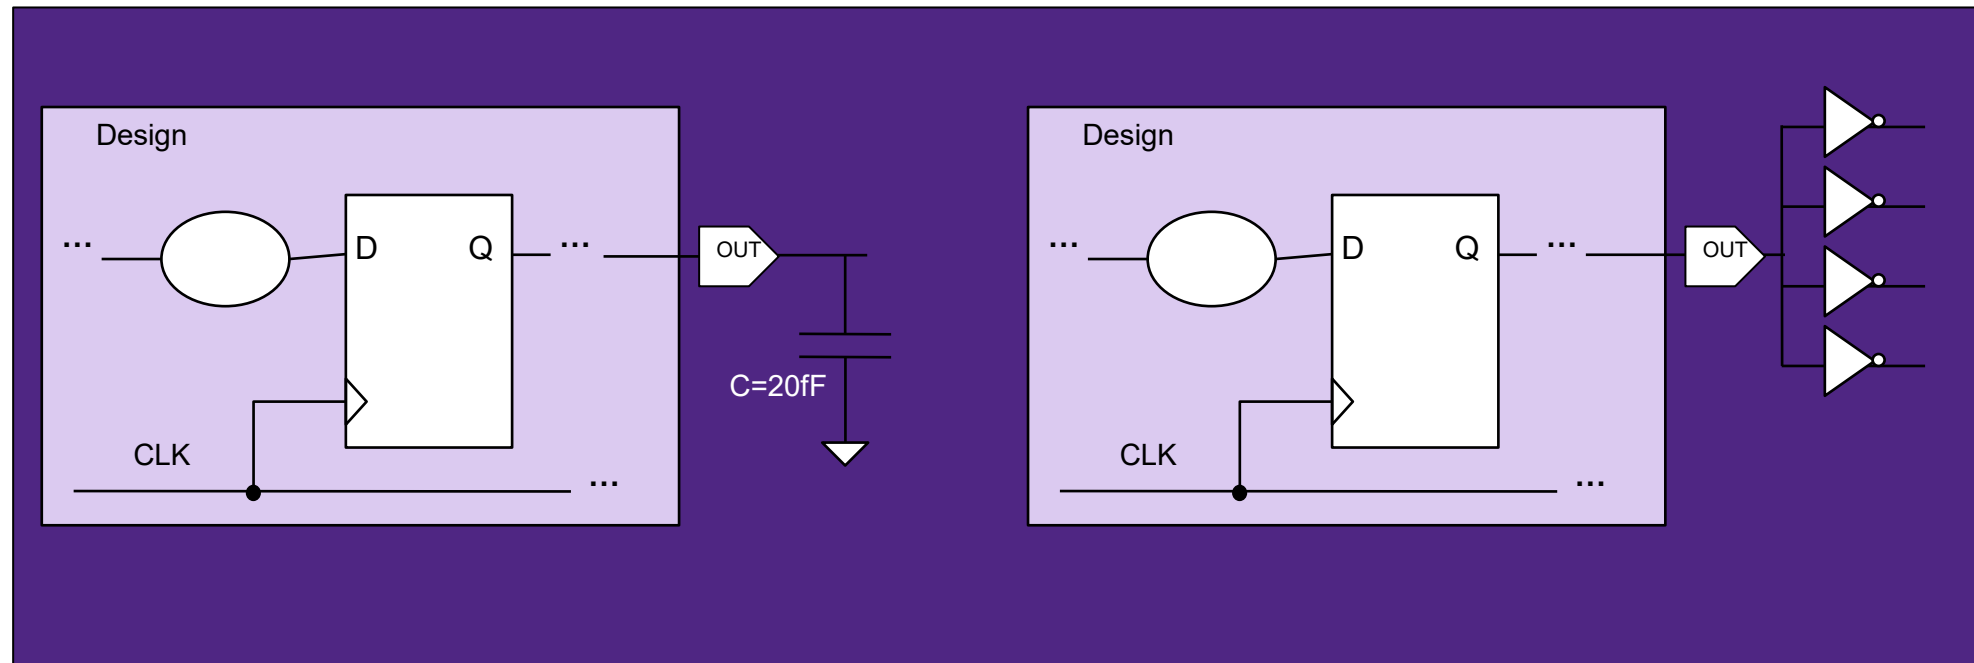 Design
...
D
Q
...
OUT
C=20fF
CLK
...
Design
...
D
Q
...
OUT
CLK
...